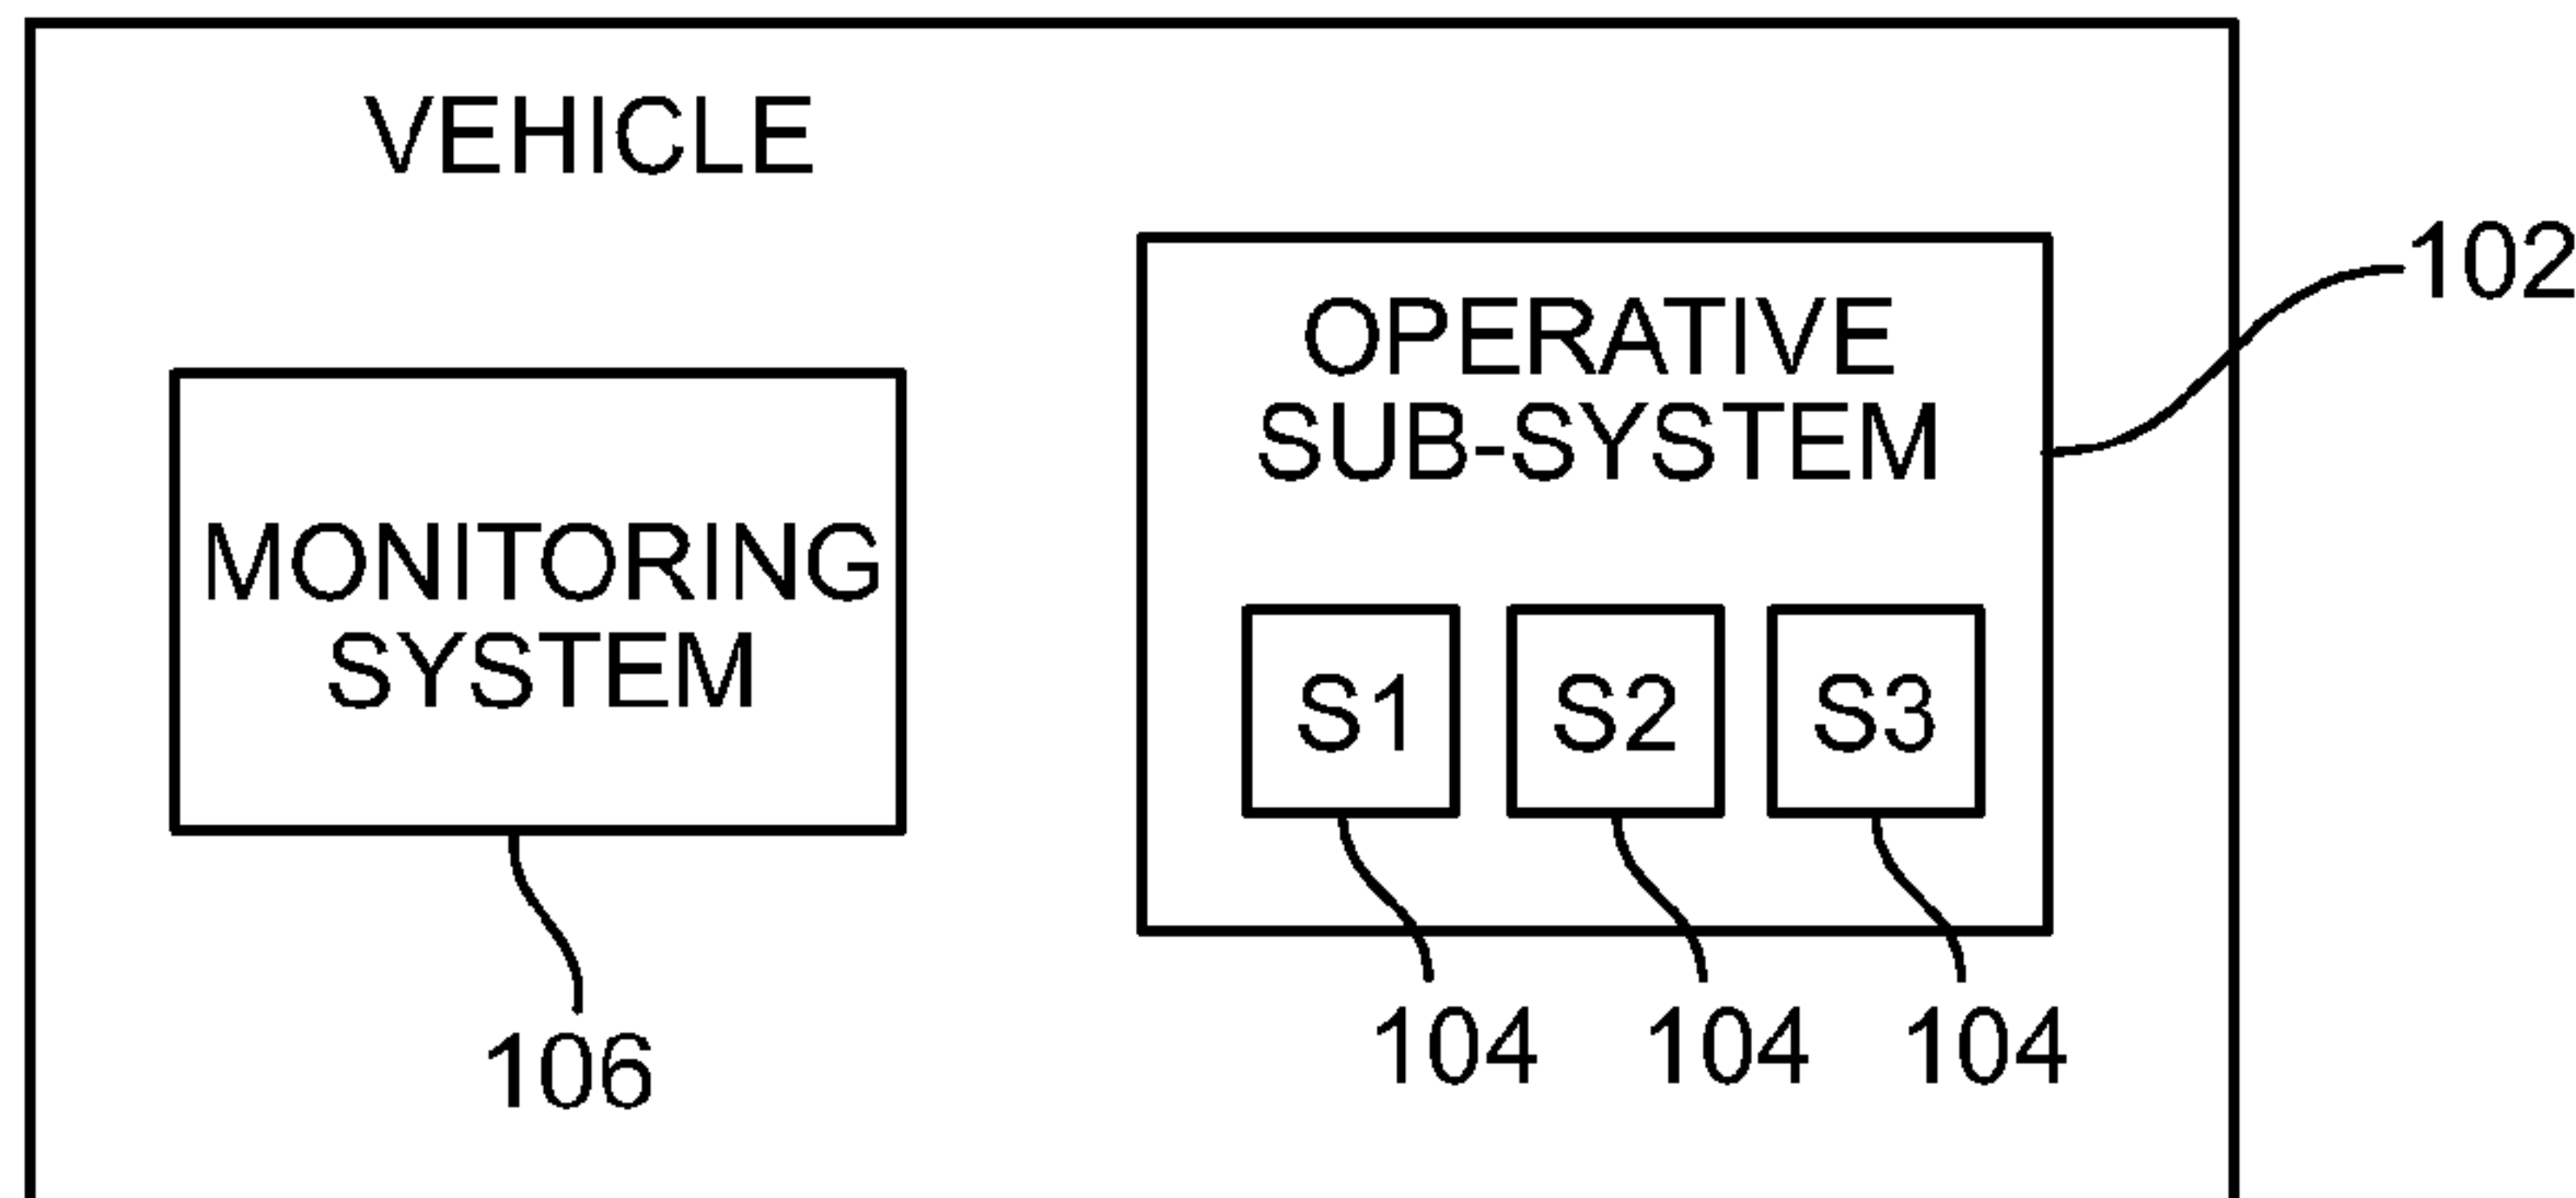 VEHICLE
102
OPERATIVE
SUB-SYSTEM
MONITORING
SYSTEM
S1 S2 S3
106
104 104 104